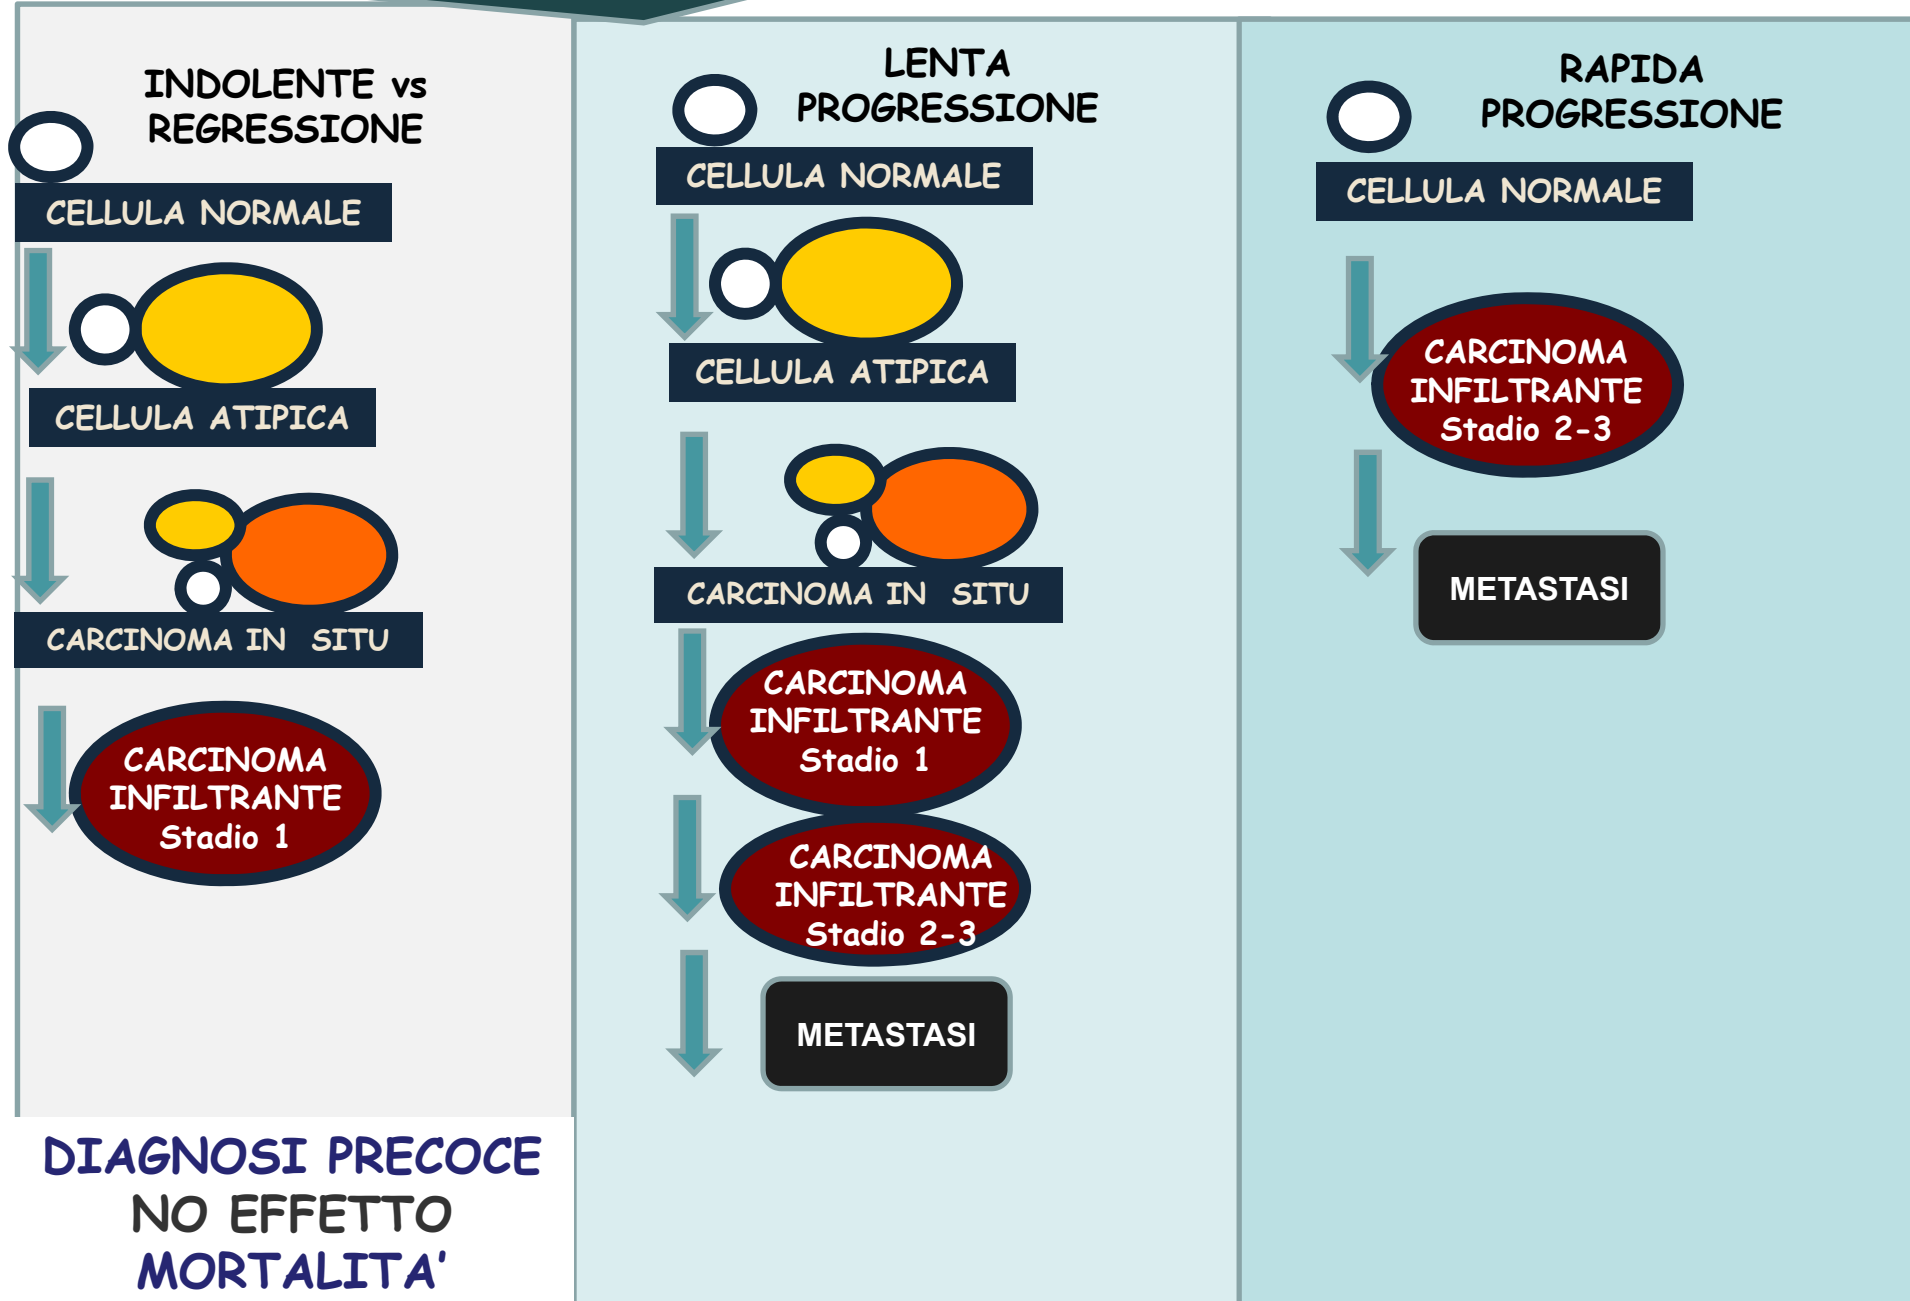 INDOLENTE vs
REGRESSIONE
CELLULA NORMALE
CELLULA ATIPICA
CARCINOMA IN SITU
CARCINOMA
INFILTRANTE
Stadio 1
DIAGNOSI PRECOCE
NO EFFETTO
MORTALITA'
LENTA
PROGRESSIONE
CELLULA NORMALE
CELLULA ATIPICA
CARCINOMA IN SITU
CARCINOMA
INFILTRANTE
Stadio 1
CARCINOMA
INFILTRANTE
Stadio 2-3
METASTASI
RAPIDA
PROGRESSIONE
CELLULA NORMALE
CARCINOMA
INFILTRANTE
Stadio 2-3
METASTASI